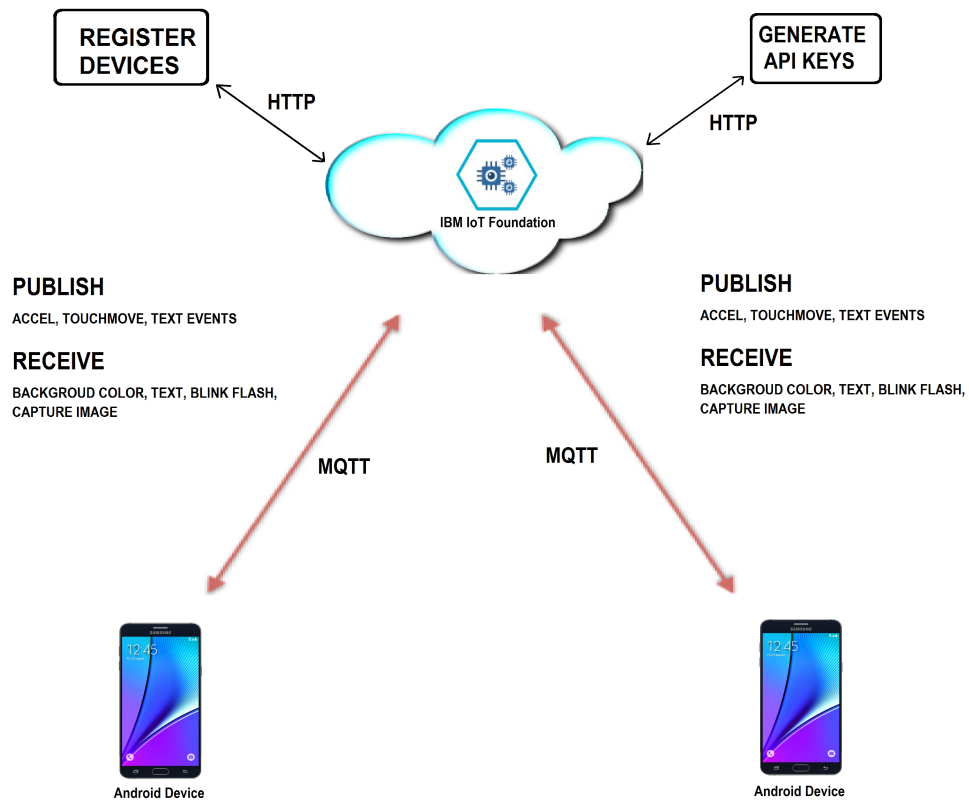 REGISTER
DEVICES
GENERATE
API KEYS
HTTP
HTTP
IBM IoT Foundation
PUBLISH
ACCEL, TOUCHMOVE, TEXT EVENTS
RECEIVE
BACKGROUD COLOR, TEXT, BLINK FLASH,
CAPTURE IMAGE
PUBLISH
ACCEL, TOUCHMOVE, TEXT EVENTS
RECEIVE
BACKGROUD COLOR, TEXT, BLINK FLASH,
CAPTURE IMAGE
MQTT
MQTT
SAMSUNG
12:45
Android Device
SAMSUNG
12:45
Android Device